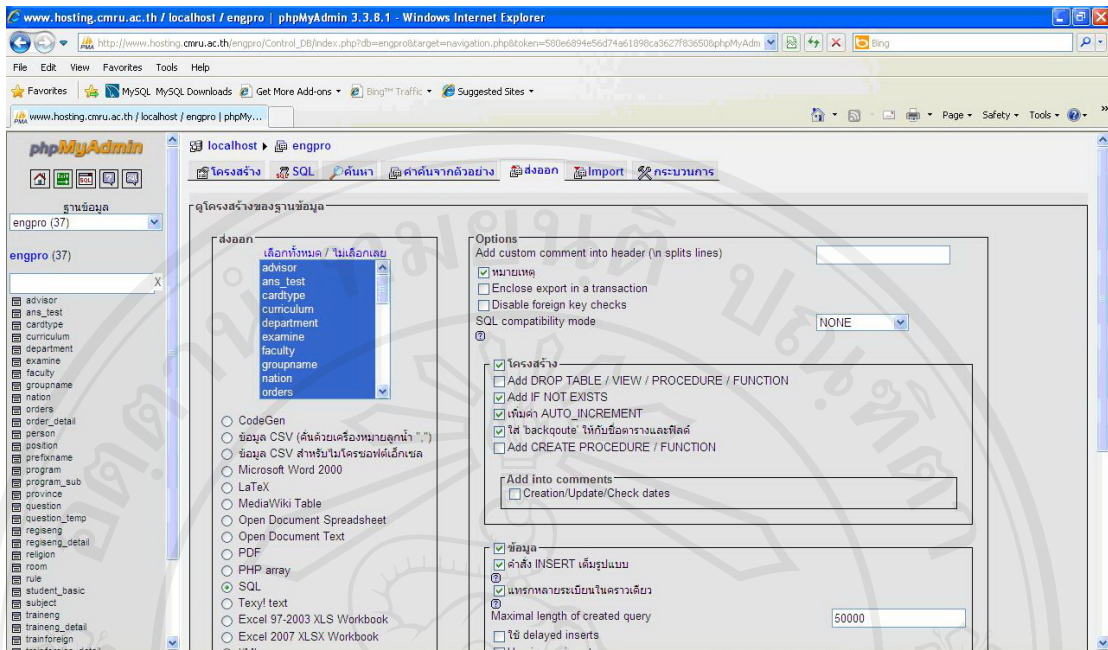 www.hosting.cmru.ac.th / localhost / engpro | phpMyAdmin 3.3.8.1 - Windows Internet Explorer
http://www.hosting.cmru.ac.th/engpro/Control_DB/index.php?db=engpro&target=navigation.php&token=580e6894e56d74a61898ca3627f83650&phpMyAdm
Bing
File Edit View Favorites Tools Help
Favorites MySQL MySQL Downloads Get More Add-ons Bing™ Traffic Suggested Sites
www.hosting.cmru.ac.th / localhost / engpro | phpMy...
Page Safety Tools
phpMyAdmin
ฐานข้อมูล
engpro (37)
engpro (37)
X
advisor
ans_test
cardtype
curriculum
department
examine
faculty
groupname
nation
orders
order_detail
person
position
prefixname
program
program_sub
province
question
question_temp
regiseng
regiseng_detail
religion
room
rule
student_basic
subject
traineng
traineng_detail
trainforeign
trainforeign_detail
localhost engpro
โครงสร้าง SQL ค้นหา คำค้นจากตัวอย่าง ส่งออก Import กระบวนการ
ดูโครงสร้างของฐานข้อมูล
ส่งออก
เลือกทั้งหมด / ไม่เลือกเลย
advisor
ans_test
cardtype
curriculum
department
examine
faculty
groupname
nation
orders
CodeGen
ข้อมูล CSV (คั่นด้วยเครื่องหมายลูกน้ำ ",")
ข้อมูล CSV สำหรับไมโครซอฟต์เอ็กเซล
Microsoft Word 2000
LaTeX
MediaWiki Table
Open Document Spreadsheet
Open Document Text
PDF
PHP array
SQL
Texy! text
Excel 97-2003 XLS Workbook
Excel 2007 XLSX Workbook
Options
Add custom comment into header (\n splits lines)
หมายเหตุ
Enclose export in a transaction
Disable foreign key checks
SQL compatibility mode NONE
โครงสร้าง
Add DROP TABLE / VIEW / PROCEDURE / FUNCTION
Add IF NOT EXISTS
เพิ่มค่า AUTO_INCREMENT
ใส่ 'backqoute' ให้กับชื่อตารางและฟิลด์
Add CREATE PROCEDURE / FUNCTION
Add into comments
Creation/Update/Check dates
ข้อมูล
คำสั่ง INSERT เต็มรูปแบบ
แทรกหลายระเบียนในคราวเดียว
Maximal length of created query 50000
ใช้ delayed inserts